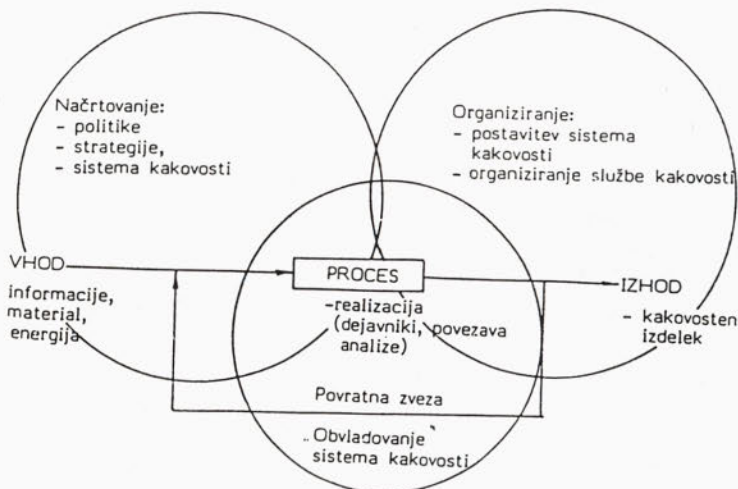 Načrtovanje:
- politike
- strategije,
- sistema kakovosti
Organiziranje:
- postavitev sistema
kakovosti
- organiziranje službe kakovosti
VHOD
informacije,
material,
energija
PROCES
-realizacija
(dejavniki, povezava
analize)
IZHOD
- kakovosten
izdelek
Povratna zveza
Obvladovanje
sistema kakovosti